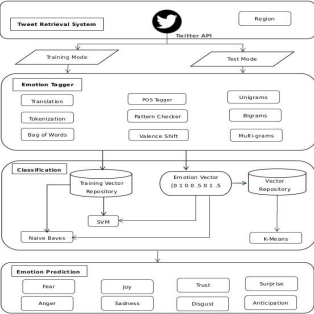 Tweet Retrieval System
Region
Twitter API
Training Mode
Test Mode
Emotion Tagger
Translation
POS Tagger
Unigrams
Tokenization
Pattern Checker
Bigrams
Bag of Words
Valence Shift
Multi-grams
Classification
Training Vector
Repository
Emotion Vector
[0 1 0 0 .5 0 1 .5
Vector
Repository
SVM
Naïve Bayes
K-Means
Emotion Prediction
Fear
Joy
Trust
Surprise
Anger
Sadness
Disgust
Anticipation